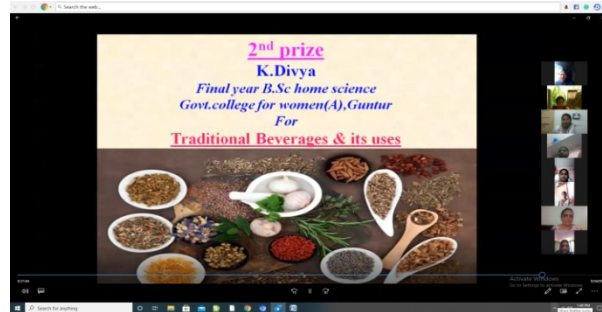 Search the web...
2nd prize
K.Divya
Final year B.Sc home science
Govt.college for women(A),Guntur
For
Traditional Beverages & its uses
Activate Windows
Go to Settings to activate Windows.
Search for anything